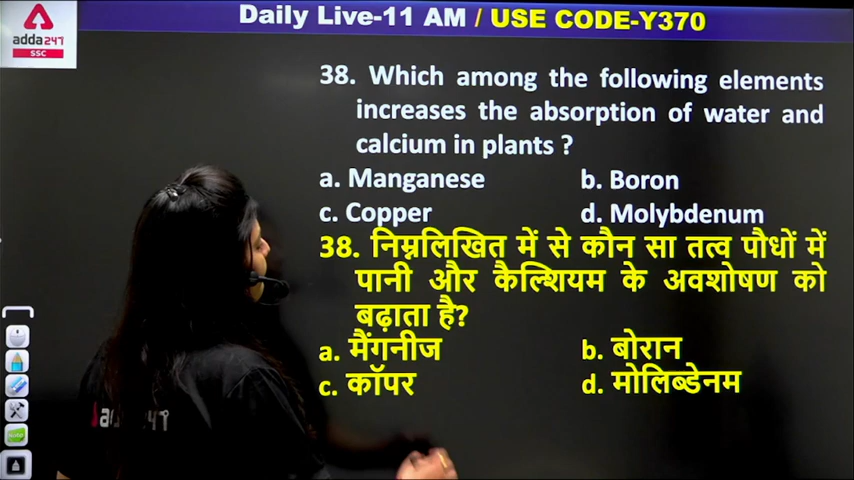 Daily Live-11 AM / USE CODE-Y370
adda247
SSC
38. Which among the following elements
increases the absorption of water and
calcium in plants ?
a. Manganese b. Boron
c. Copper d. Molybdenum
38. निम्नलिखित में से कौन सा तत्व पौधों में
पानी और कैल्शियम के अवशोषण को
बढ़ाता है?
a. मैंगनीज b. बोरान
c. कॉपर d. मोलिब्डेनम